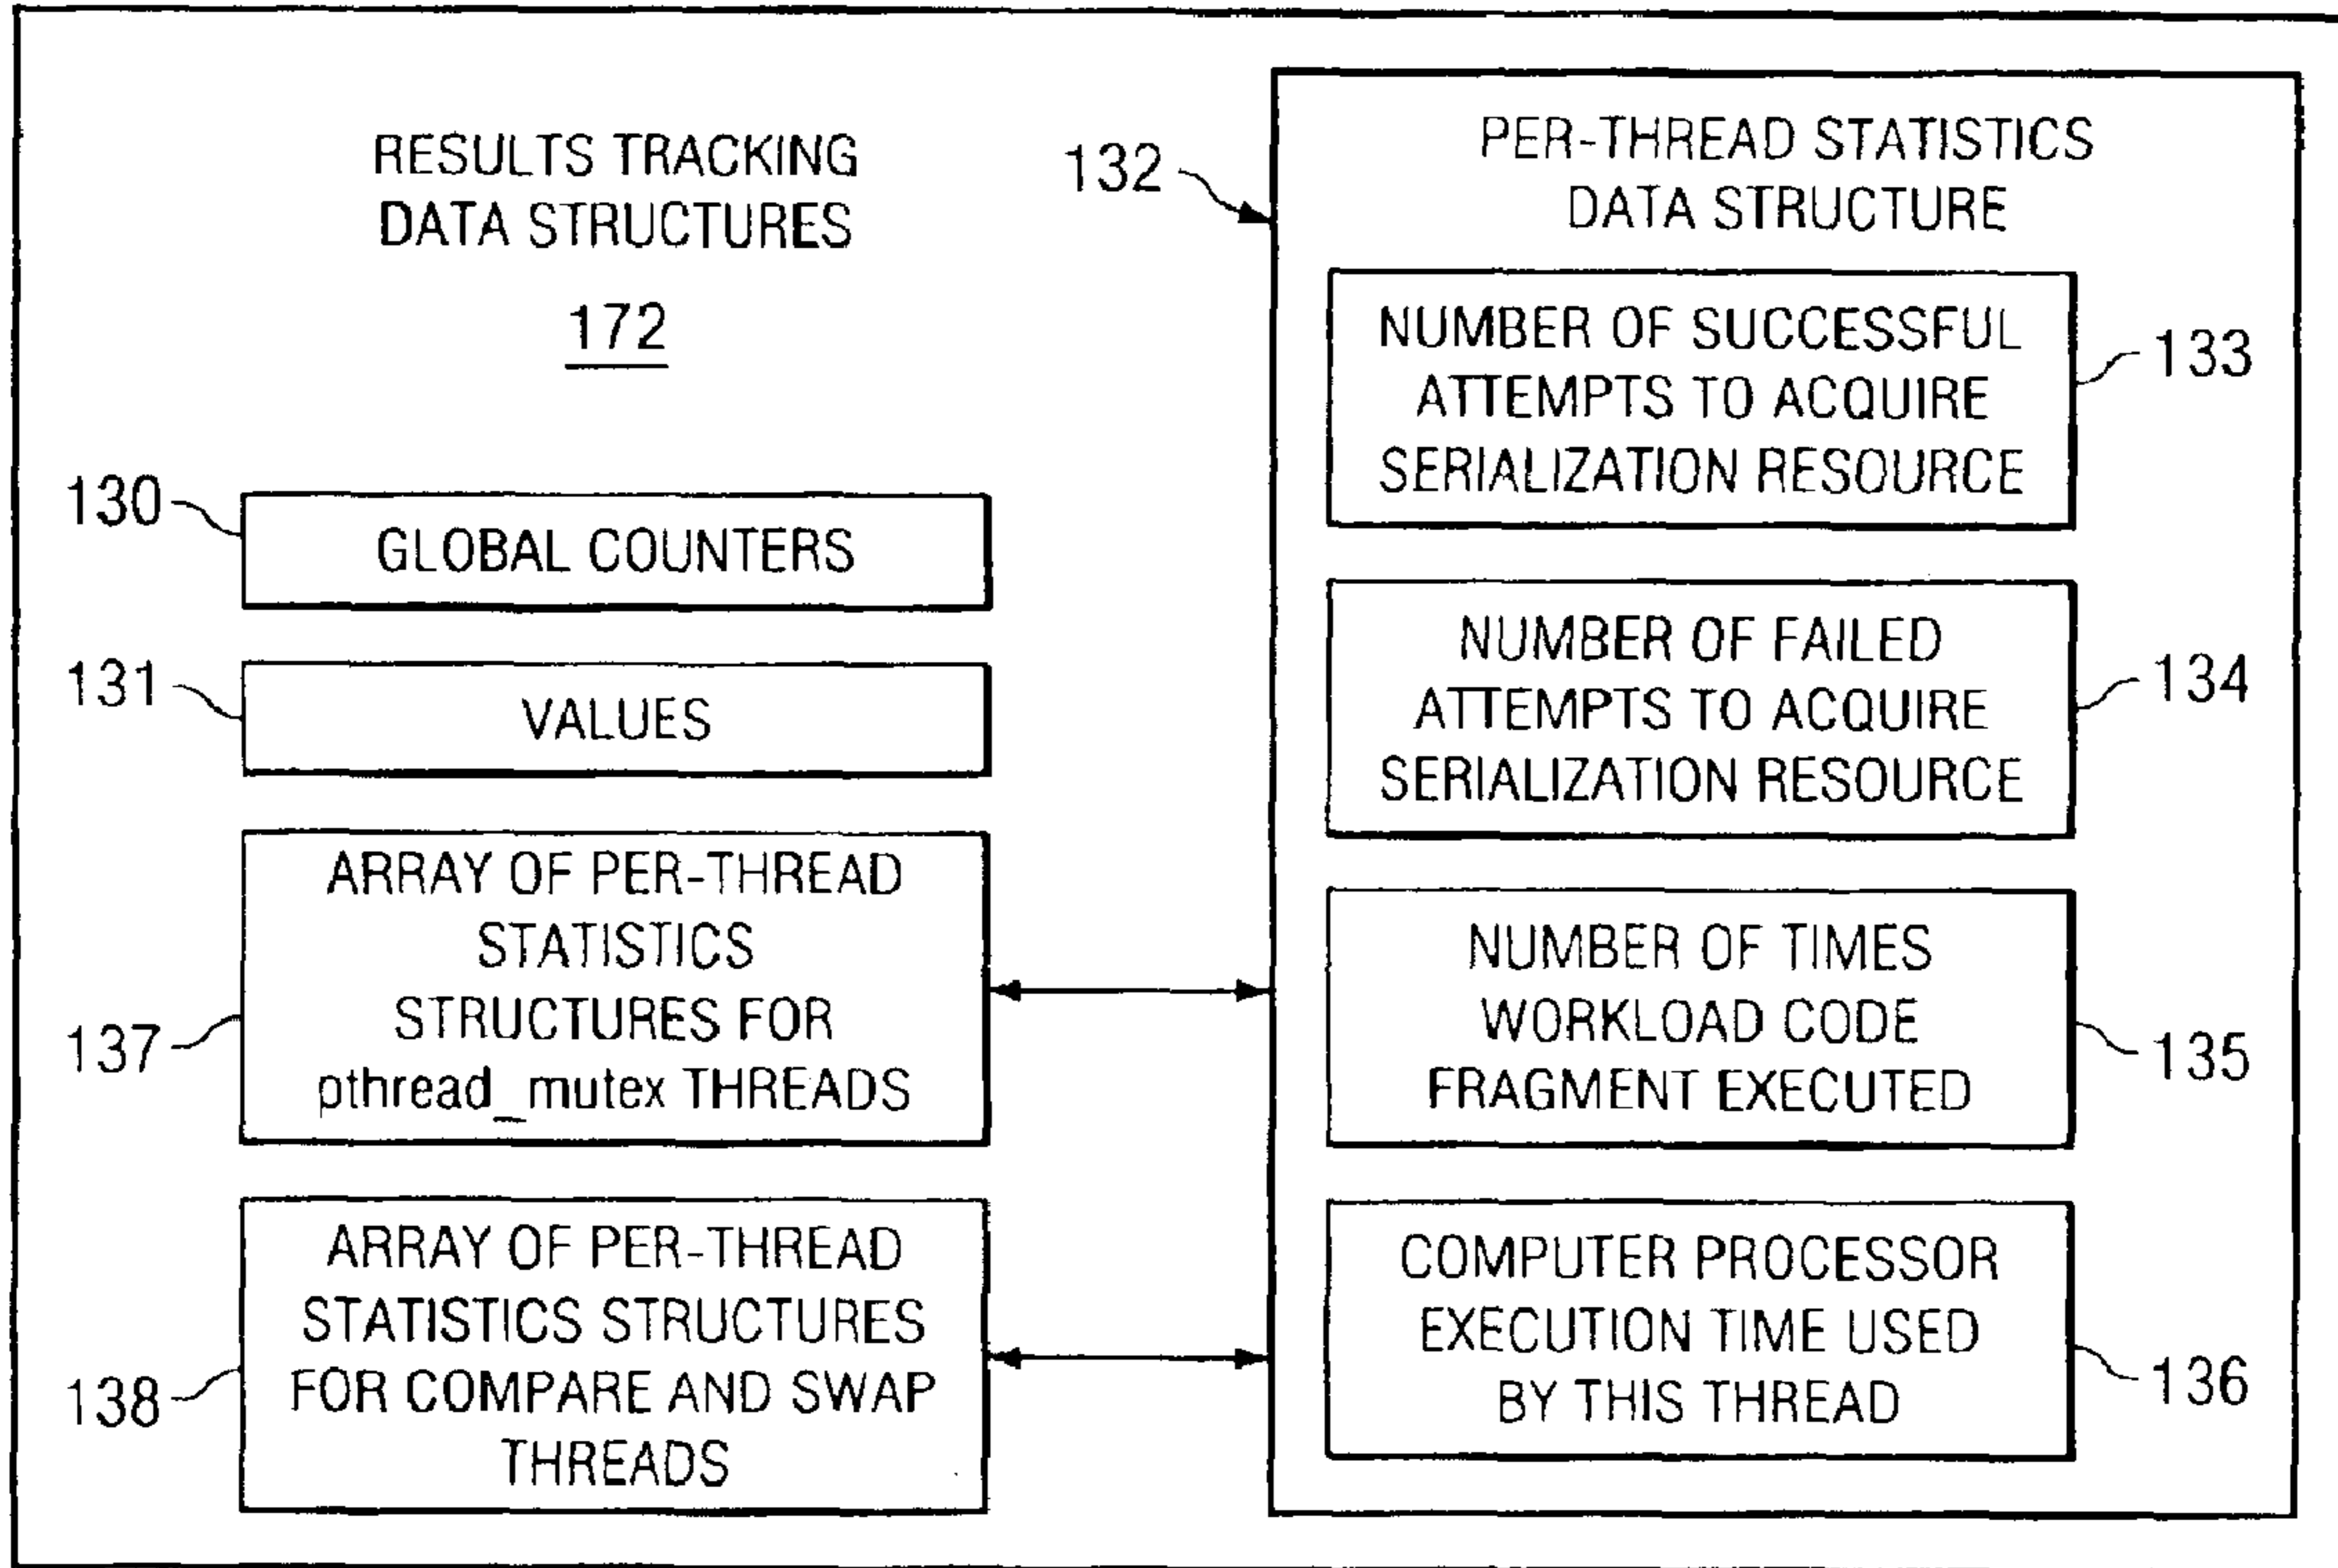 RESULTS TRACKING
DATA STRUCTURES
172
130
GLOBAL COUNTERS
131
VALUES
137
ARRAY OF PER-THREAD
STATISTICS
STRUCTURES FOR
pthread_mutex THREADS
138
ARRAY OF PER-THREAD
STATISTICS STRUCTURES
FOR COMPARE AND SWAP
THREADS
132
PER-THREAD STATISTICS
DATA STRUCTURE
NUMBER OF SUCCESSFUL
ATTEMPTS TO ACQUIRE
SERIALIZATION RESOURCE
133
NUMBER OF FAILED
ATTEMPTS TO ACQUIRE
SERIALIZATION RESOURCE
134
NUMBER OF TIMES
WORKLOAD CODE
FRAGMENT EXECUTED
135
COMPUTER PROCESSOR
EXECUTION TIME USED
BY THIS THREAD
136